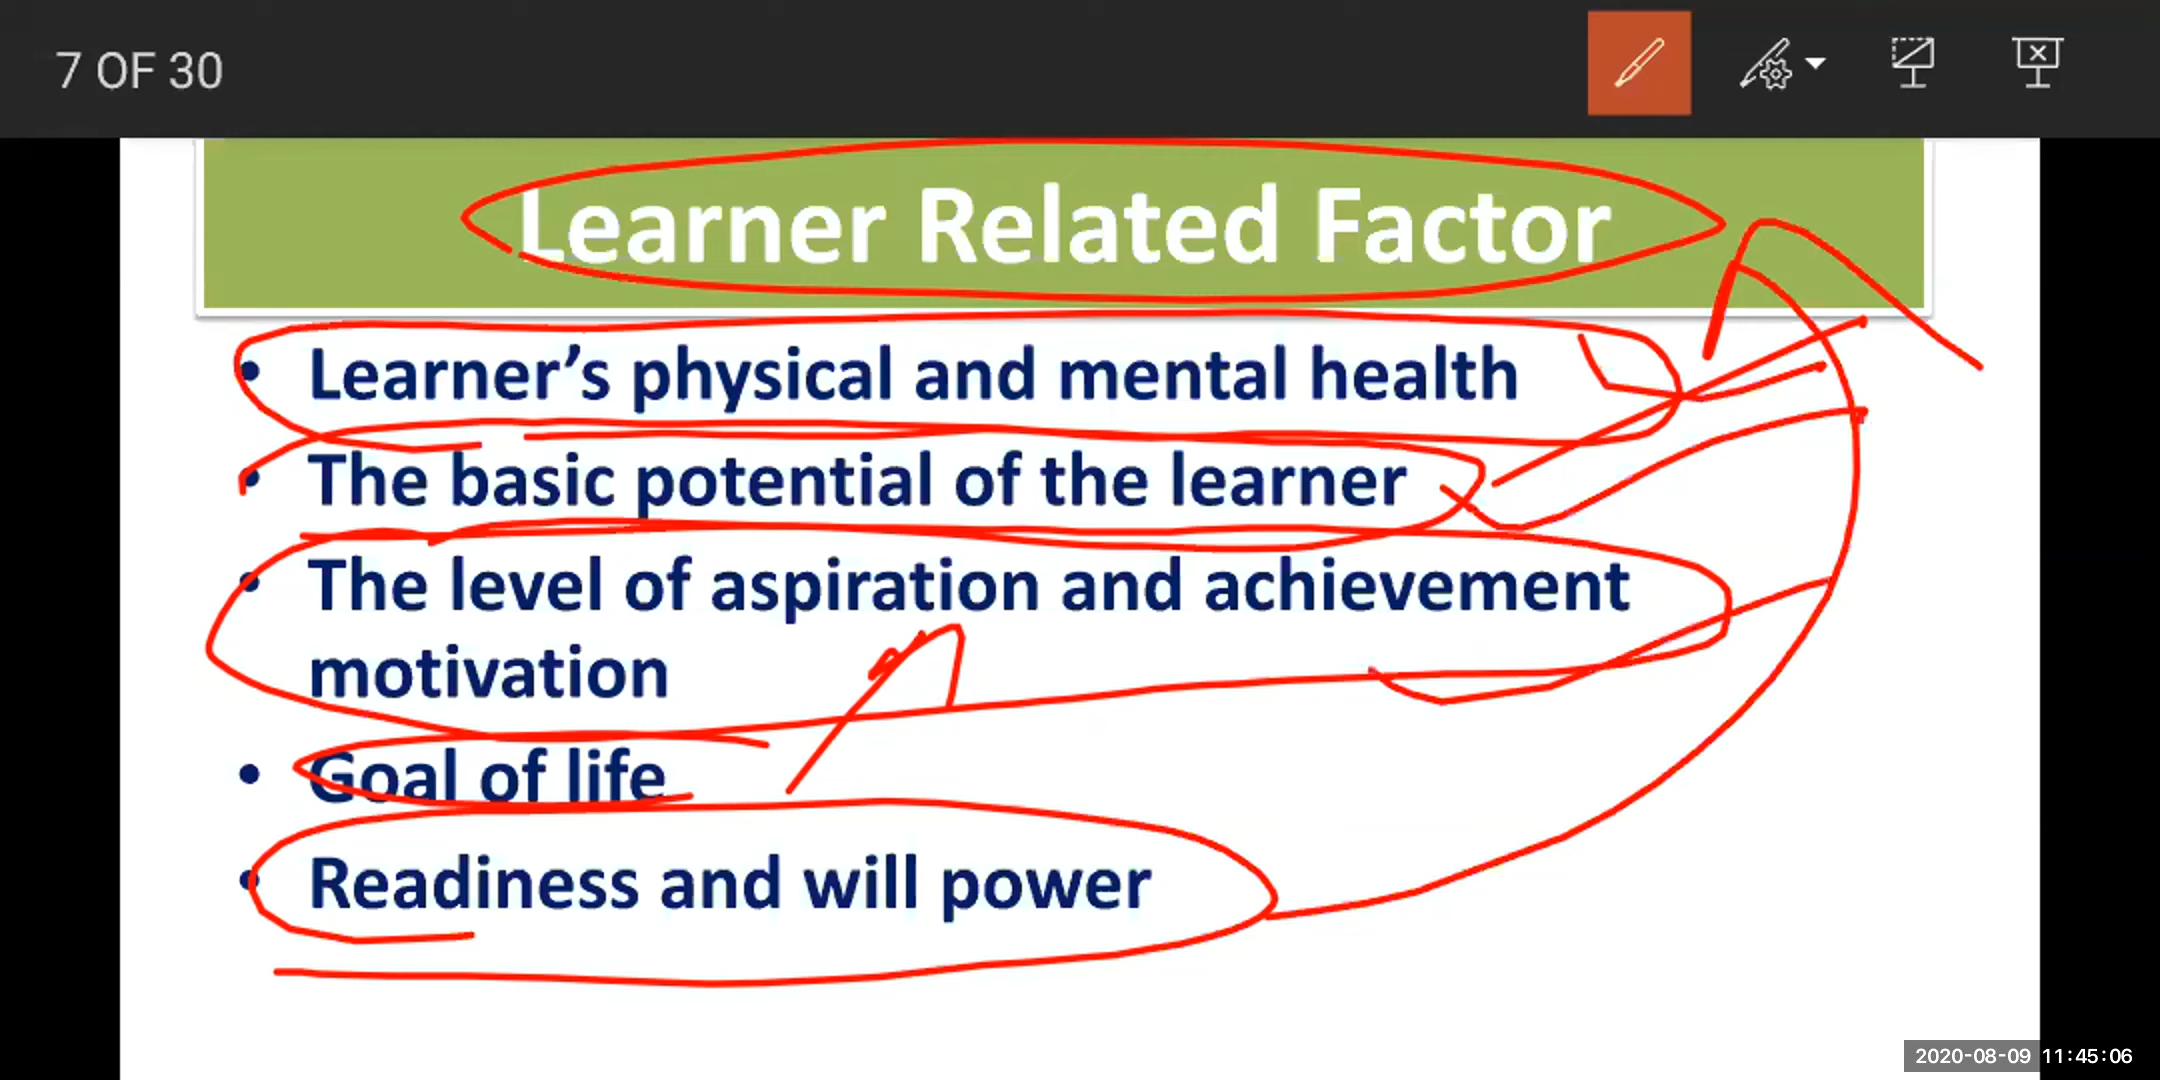 7 OF 30
Learner Related Factor
• Learner’s physical and mental health
• The basic potential of the learner
• The level of aspiration and achievement
motivation
• Goal of life
• Readiness and will power
2020-08-09 11:45:06